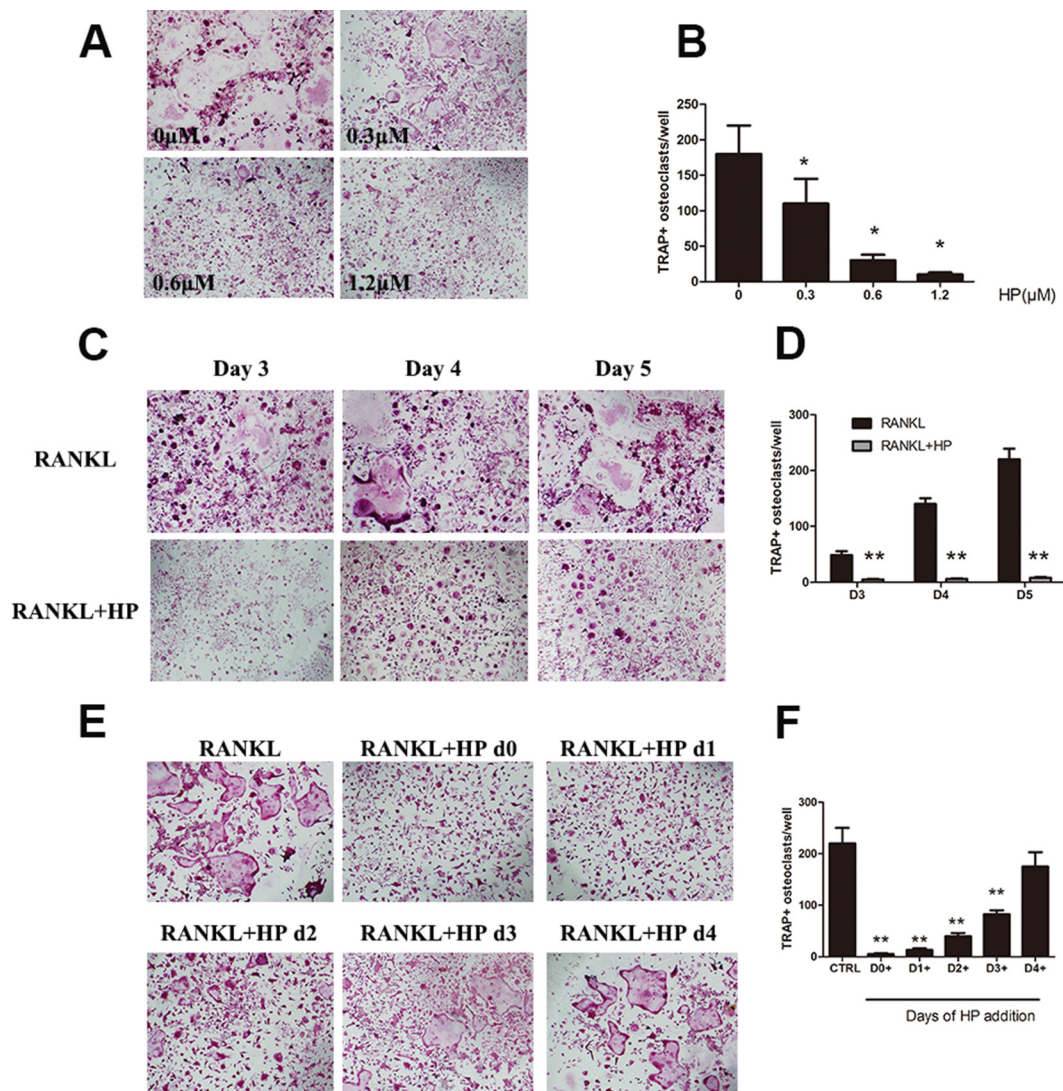 A
0μM
0.3μM
0.6μM
1.2μM
B
TRAP+ osteoclasts/well
250
200
150
100
50
0
*
*
*
0 0.3 0.6 1.2
HP(μM)
C
Day 3 Day 4 Day 5
RANKL
RANKL+HP
D
TRAP+ osteoclasts/well
300
200
100
0
RANKL
RANKL+HP
** ** **
D3 D4 D5
E
RANKL RANKL+HP d0 RANKL+HP d1
RANKL+HP d2 RANKL+HP d3 RANKL+HP d4
F
TRAP+ osteoclasts/well
300
200
100
0
** ** ** **
CTRL D0+ D1+ D2+ D3+ D4+
Days of HP addition